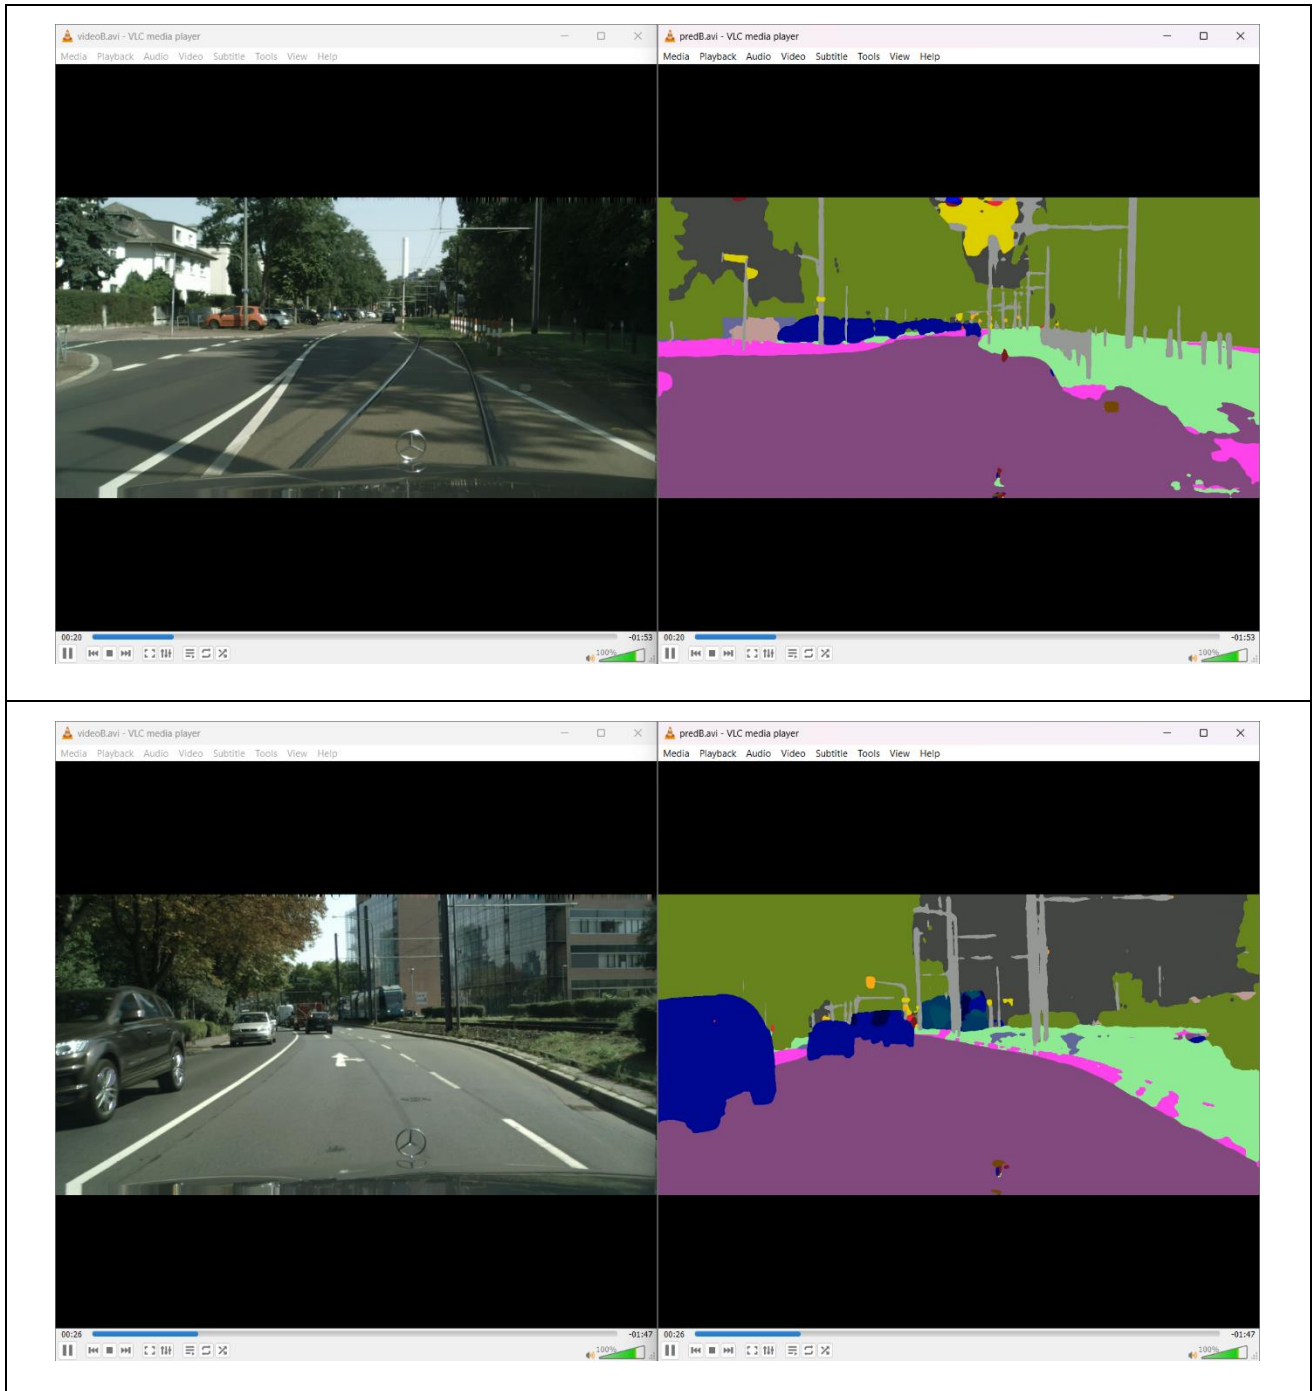 videoB.avi - VLC media player
Media Playback Audio Video Subtitle Tools View Help
00:20
-01:53
100%
predB.avi - VLC media player
Media Playback Audio Video Subtitle Tools View Help
00:20
-01:53
100%
videoB.avi - VLC media player
Media Playback Audio Video Subtitle Tools View Help
00:26
-01:47
100%
predB.avi - VLC media player
Media Playback Audio Video Subtitle Tools View Help
00:26
-01:47
100%